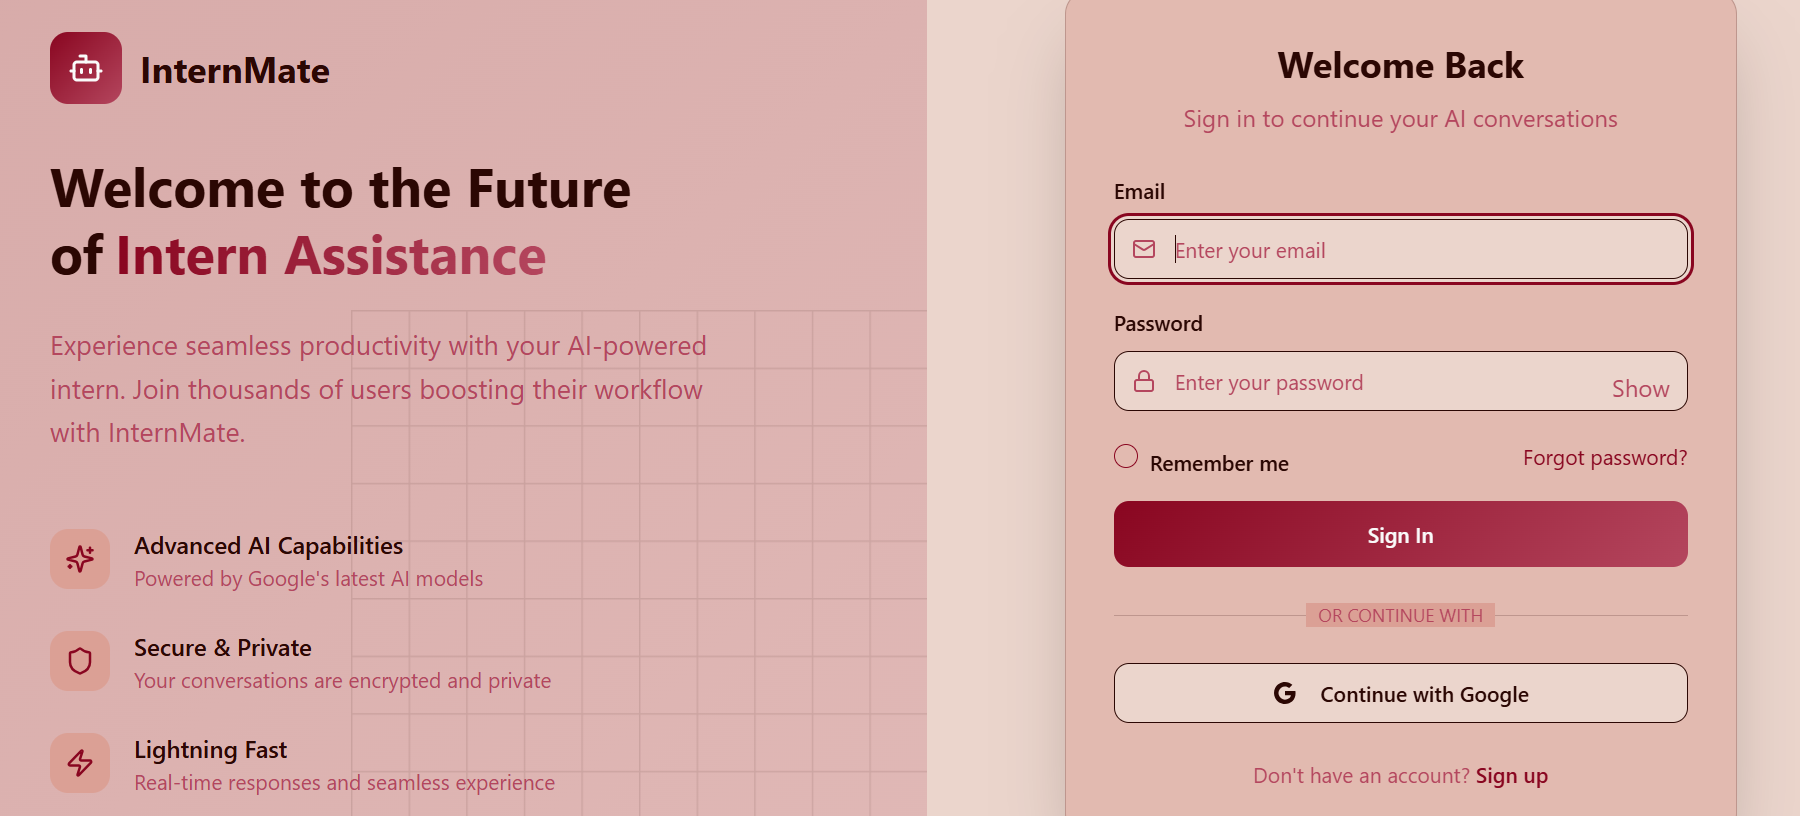 InternMate
Welcome to the Future
of Intern Assistance
Experience seamless productivity with your AI-powered
intern. Join thousands of users boosting their workflow
with InternMate.
Advanced AI Capabilities
Powered by Google's latest AI models
Secure & Private
Your conversations are encrypted and private
Lightning Fast
Real-time responses and seamless experience
Welcome Back
Sign in to continue your AI conversations
Email
Enter your email
Password
Enter your password
Show
Remember me
Forgot password?
Sign In
OR CONTINUE WITH
G
Continue with Google
Don't have an account? Sign up